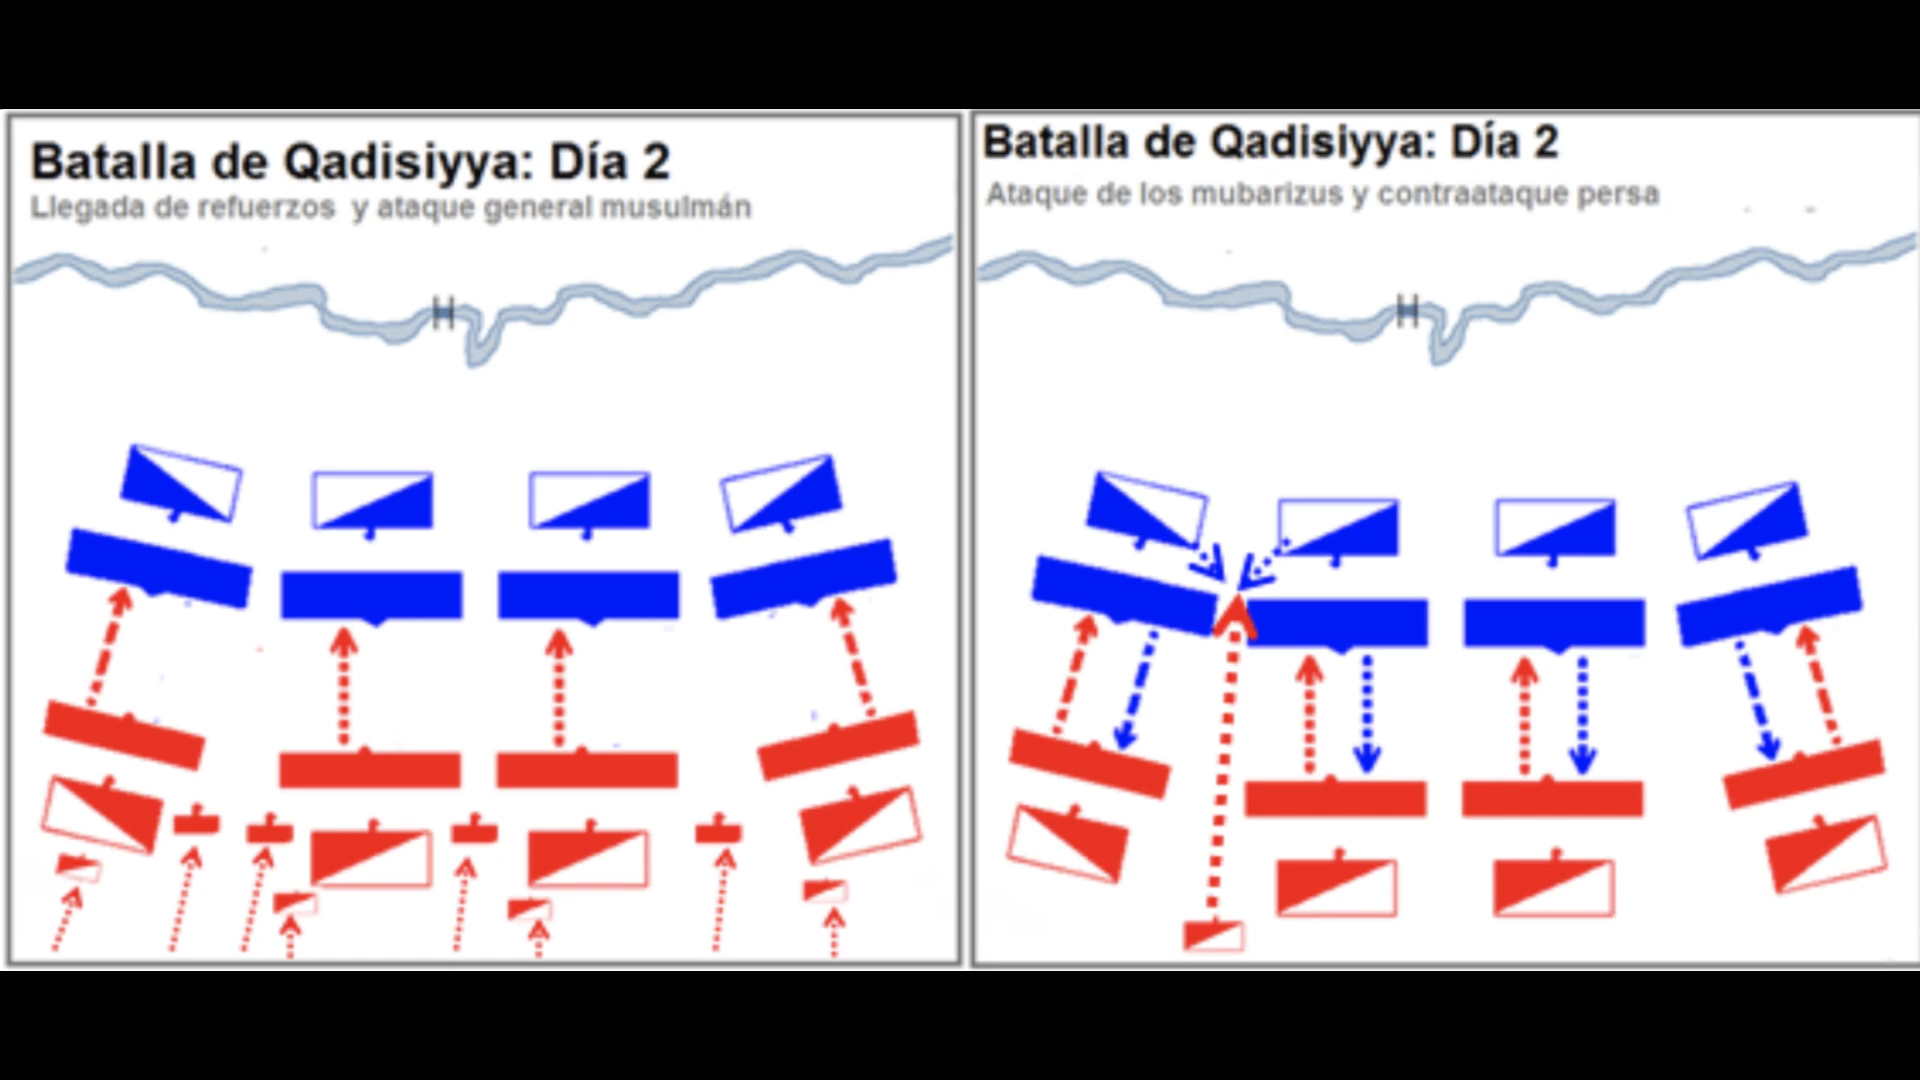 Batalla de Qadisiyya: Día 2
Llegada de refuerzos y ataque general musulmán
Batalla de Qadisiyya: Día 2
Ataque de los mubarizus y contraataque persa